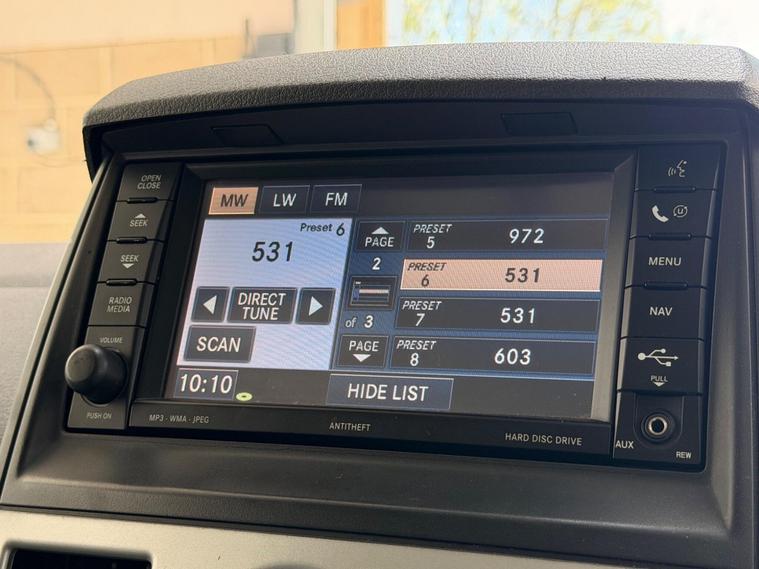 OPEN
CLOSE
SEEK
SEEK
RADIO
MEDIA
VOLUME
PUSH ON
MW
LW
FM
Preset 6
531
DIRECT
TUNE
SCAN
10:10
PAGE
2
of 3
PAGE
PRESET
5
972
PRESET
6
531
PRESET
7
531
PRESET
8
603
HIDE LIST
MENU
NAV
PULL
AUX
REW
MP3 - WMA - JPEG
ANTITHEFT
HARD DISC DRIVE